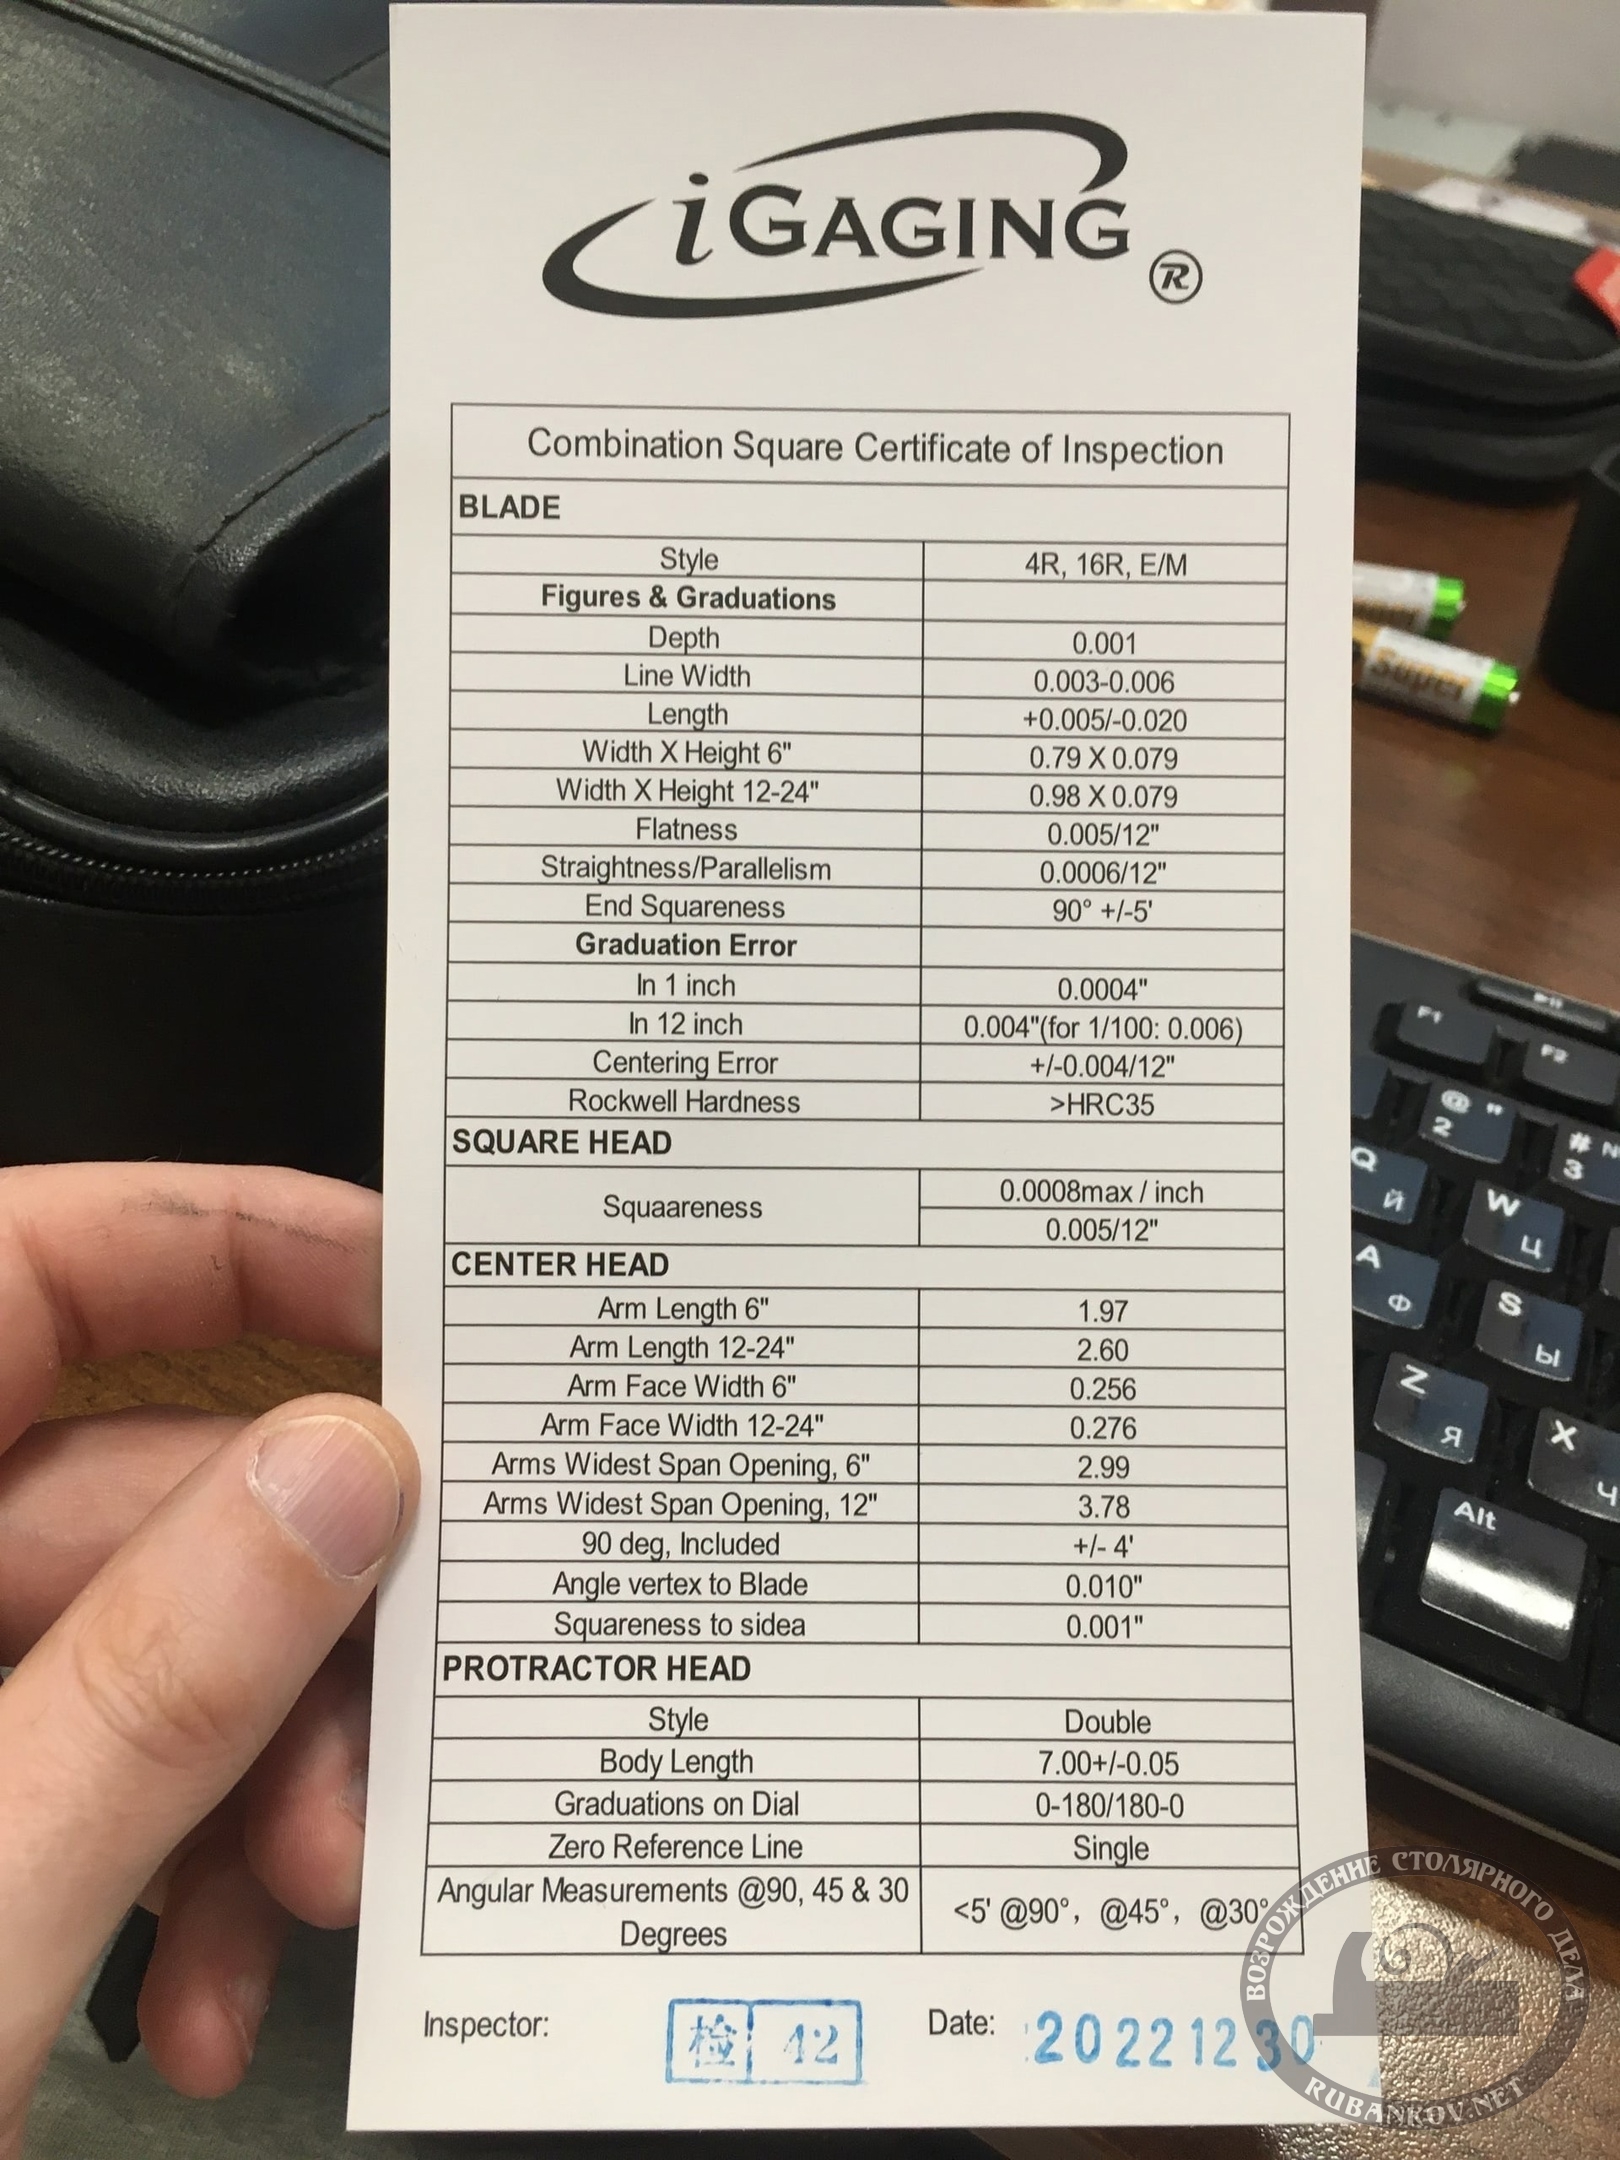 iGAGING
®
Combination Square Certificate of Inspection
BLADE
Style 4R, 16R, E/M
Figures & Graduations
Depth 0.001
Line Width 0.003-0.006
Length +0.005/-0.020
Width X Height 6" 0.79 X 0.079
Width X Height 12-24" 0.98 X 0.079
Flatness 0.005/12"
Straightness/Parallelism 0.0006/12"
End Squareness 90° +/-5'
Graduation Error
In 1 inch 0.0004"
In 12 inch 0.004"(for 1/100: 0.006)
Centering Error +/-0.004/12"
Rockwell Hardness >HRC35
SQUARE HEAD
Squaareness 0.0008max / inch
0.005/12"
CENTER HEAD
Arm Length 6" 1.97
Arm Length 12-24" 2.60
Arm Face Width 6" 0.256
Arm Face Width 12-24" 0.276
Arms Widest Span Opening, 6" 2.99
Arms Widest Span Opening, 12" 3.78
90 deg, Included +/- 4'
Angle vertex to Blade 0.010"
Squareness to sidea 0.001"
PROTRACTOR HEAD
Style Double
Body Length 7.00+/-0.05
Graduations on Dial 0-180/180-0
Zero Reference Line Single
Angular Measurements @90, 45 & 30
Degrees
<5' @90°, @45°, @30°
Inspector: 检 42 Date: 20221230
ВОЗРОЖДЕНИЕ СТОЛЯРНОГО ДЕЛА
RUBANKOV.NET
Super
F1
F2
@ "
2
# N
3
Q Й
W Ц
A Ф
S Ы
Z Я
X Ч
Alt